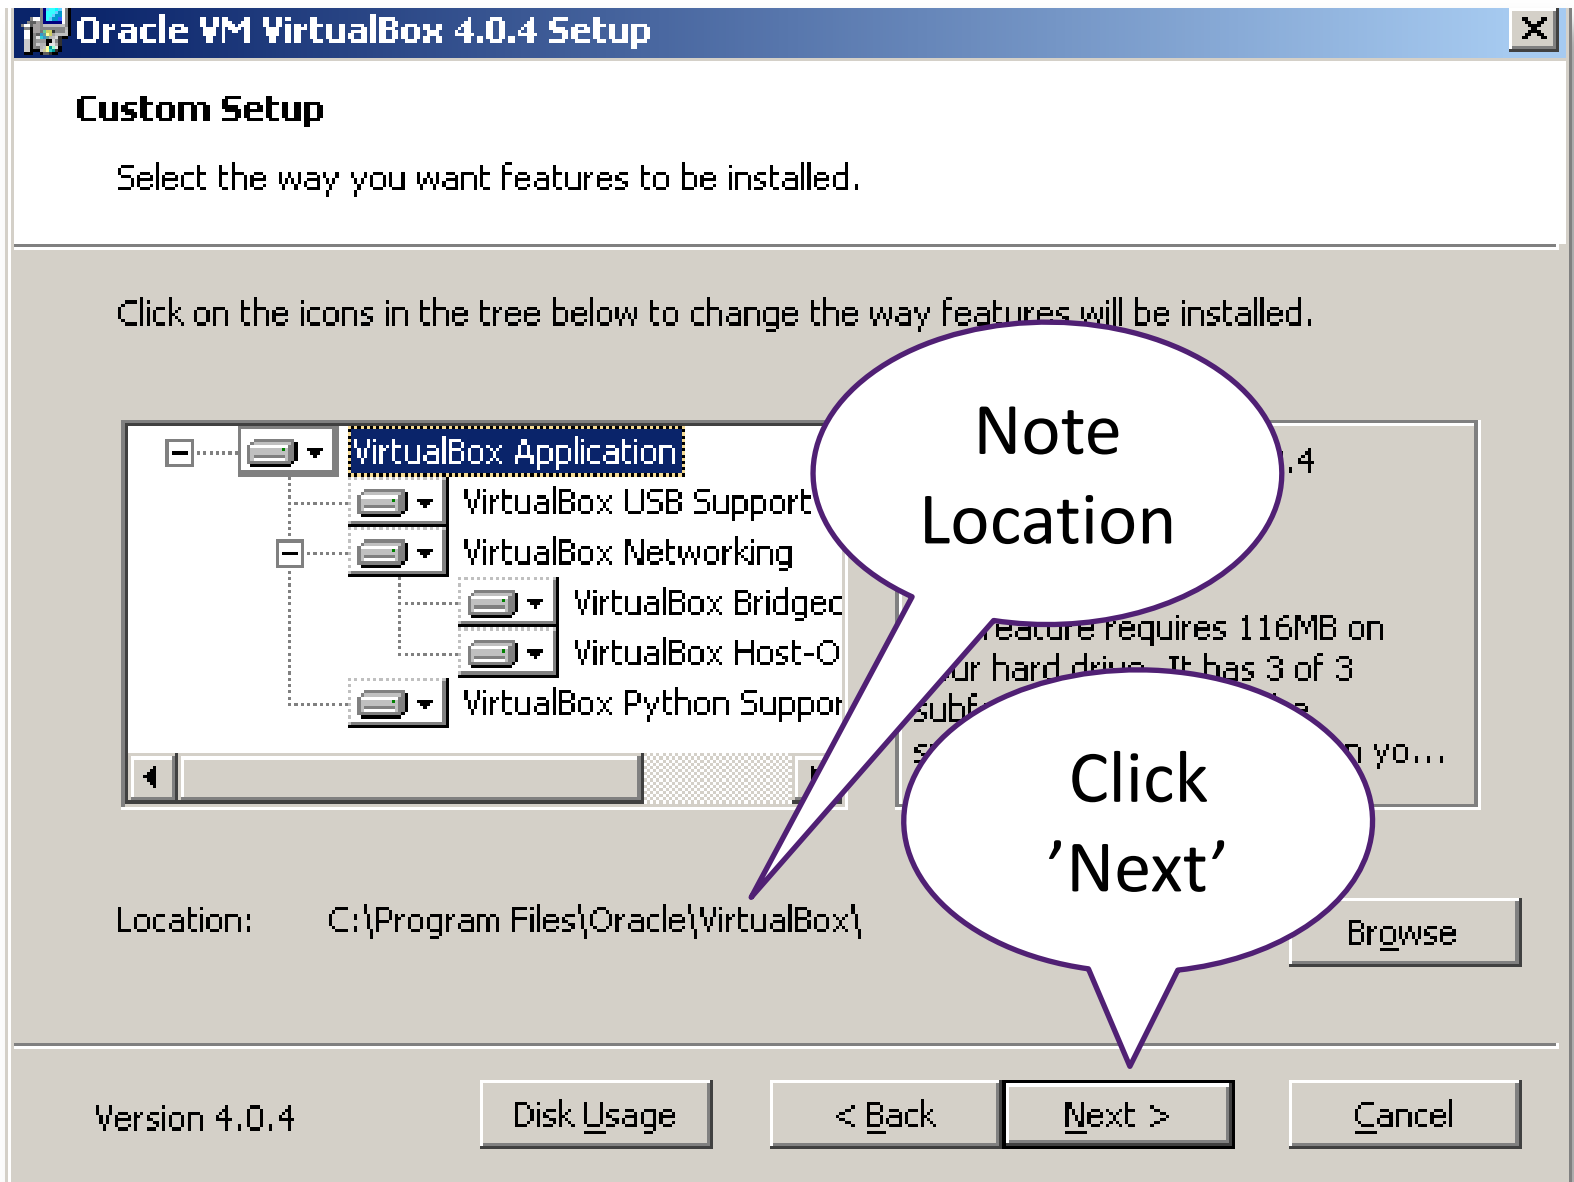 Oracle VM VirtualBox 4.0.4 Setup
Custom Setup
Select the way you want features to be installed.
Click on the icons in the tree below to change the way features will be installed.
VirtualBox Application
VirtualBox USB Support
VirtualBox Networking
VirtualBox Bridged
VirtualBox Host-O
VirtualBox Python Suppor
.4
requires 116MB on
hard drive. It has 3 of 3
yo...
Note
Location
Click
’Next’
Location: C:\Program Files\Oracle\VirtualBox\
Browse
Version 4.0.4
Disk Usage
< Back
Next >
Cancel